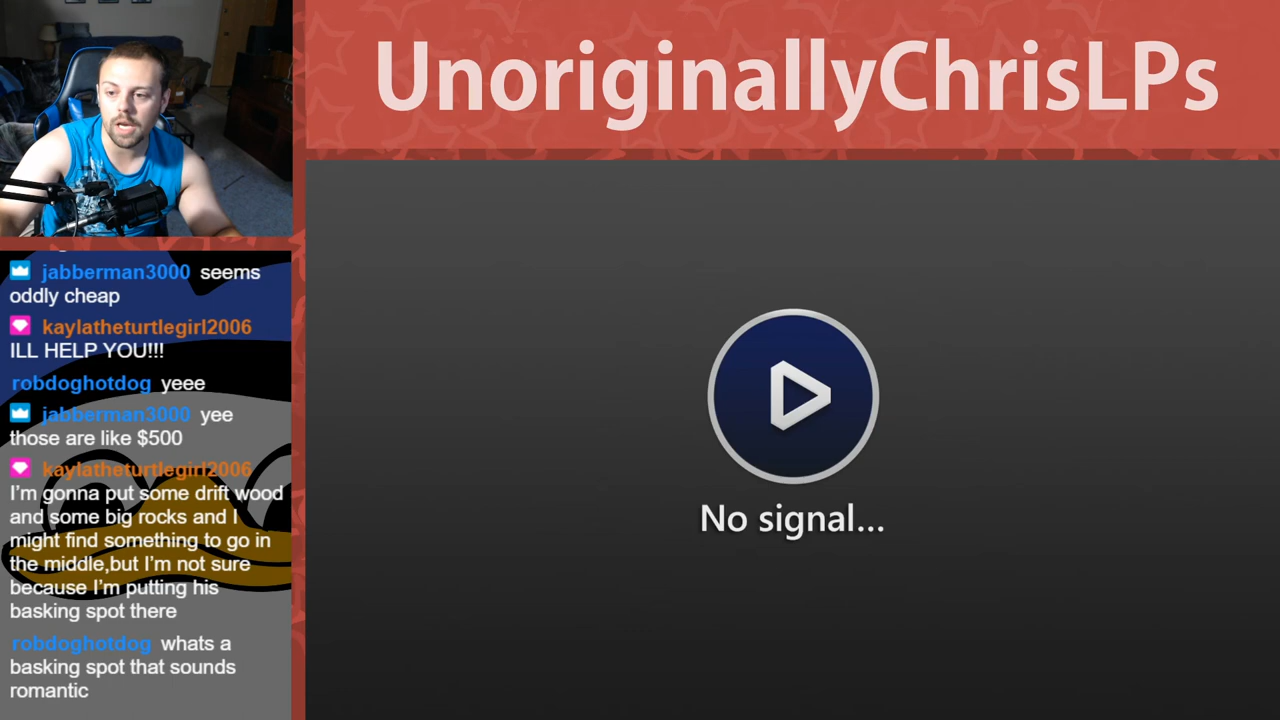 UnoriginallyChrisLPs
jabberman3000 seems
oddly cheap
kaylatheturtlegirl2006
ILL HELP YOU!!!
robdoghotdog yeee
jabberman3000 yee
those are like $500
kaylatheturtlegirl2006
I'm gonna put some drift wood
and some big rocks and I
might find something to go in
the middle,but I'm not sure
because I'm putting his
basking spot there
robdoghotdog whats a
basking spot that sounds
romantic
No signal...